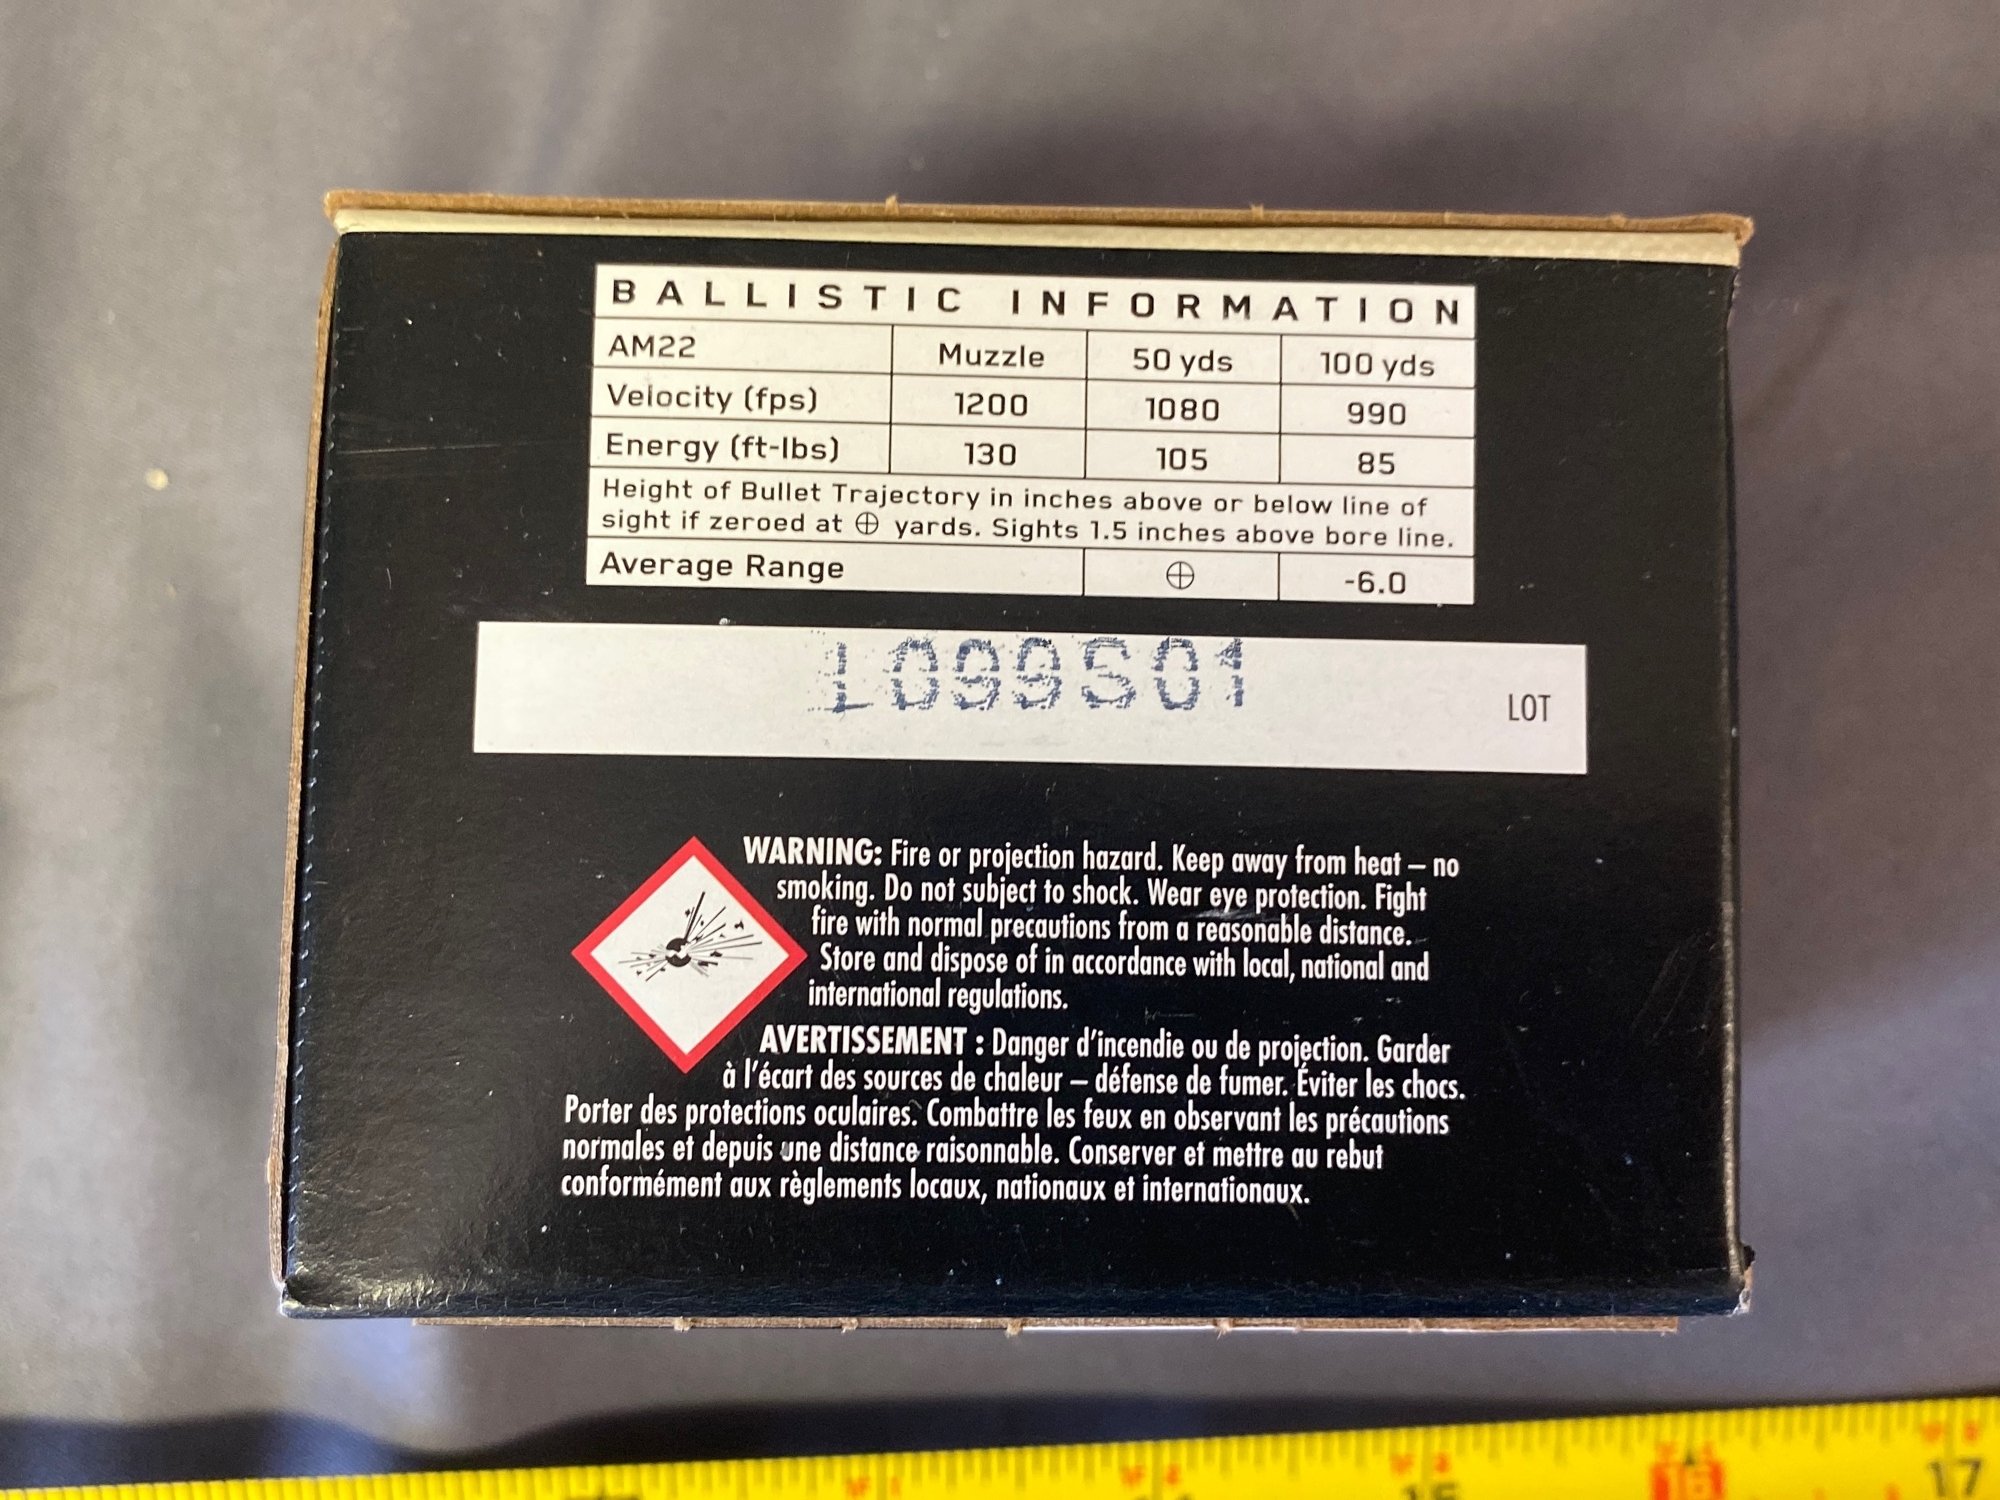 BALLISTIC INFORMATION
AM22 Muzzle 50 yds 100 yds
Velocity (fps) 1200 1080 990
Energy (ft-lbs) 130 105 85
Height of Bullet Trajectory in inches above or below line of
sight if zeroed at ⊕ yards. Sights 1.5 inches above bore line.
Average Range ⊕ -6.0
L099S01
LOT
WARNING: Fire or projection hazard. Keep away from heat – no
smoking. Do not subject to shock. Wear eye protection. Fight
fire with normal precautions from a reasonable distance.
Store and dispose of in accordance with local, national and
international regulations.
AVERTISSEMENT : Danger d'incendie ou de projection. Garder
à l'écart des sources de chaleur – défense de fumer. Éviter les chocs.
Porter des protections oculaires. Combattre les feux en observant les précautions
normales et depuis une distance raisonnable. Conserver et mettre au rebut
conformément aux règlements locaux, nationaux et internationaux.
15 16 17